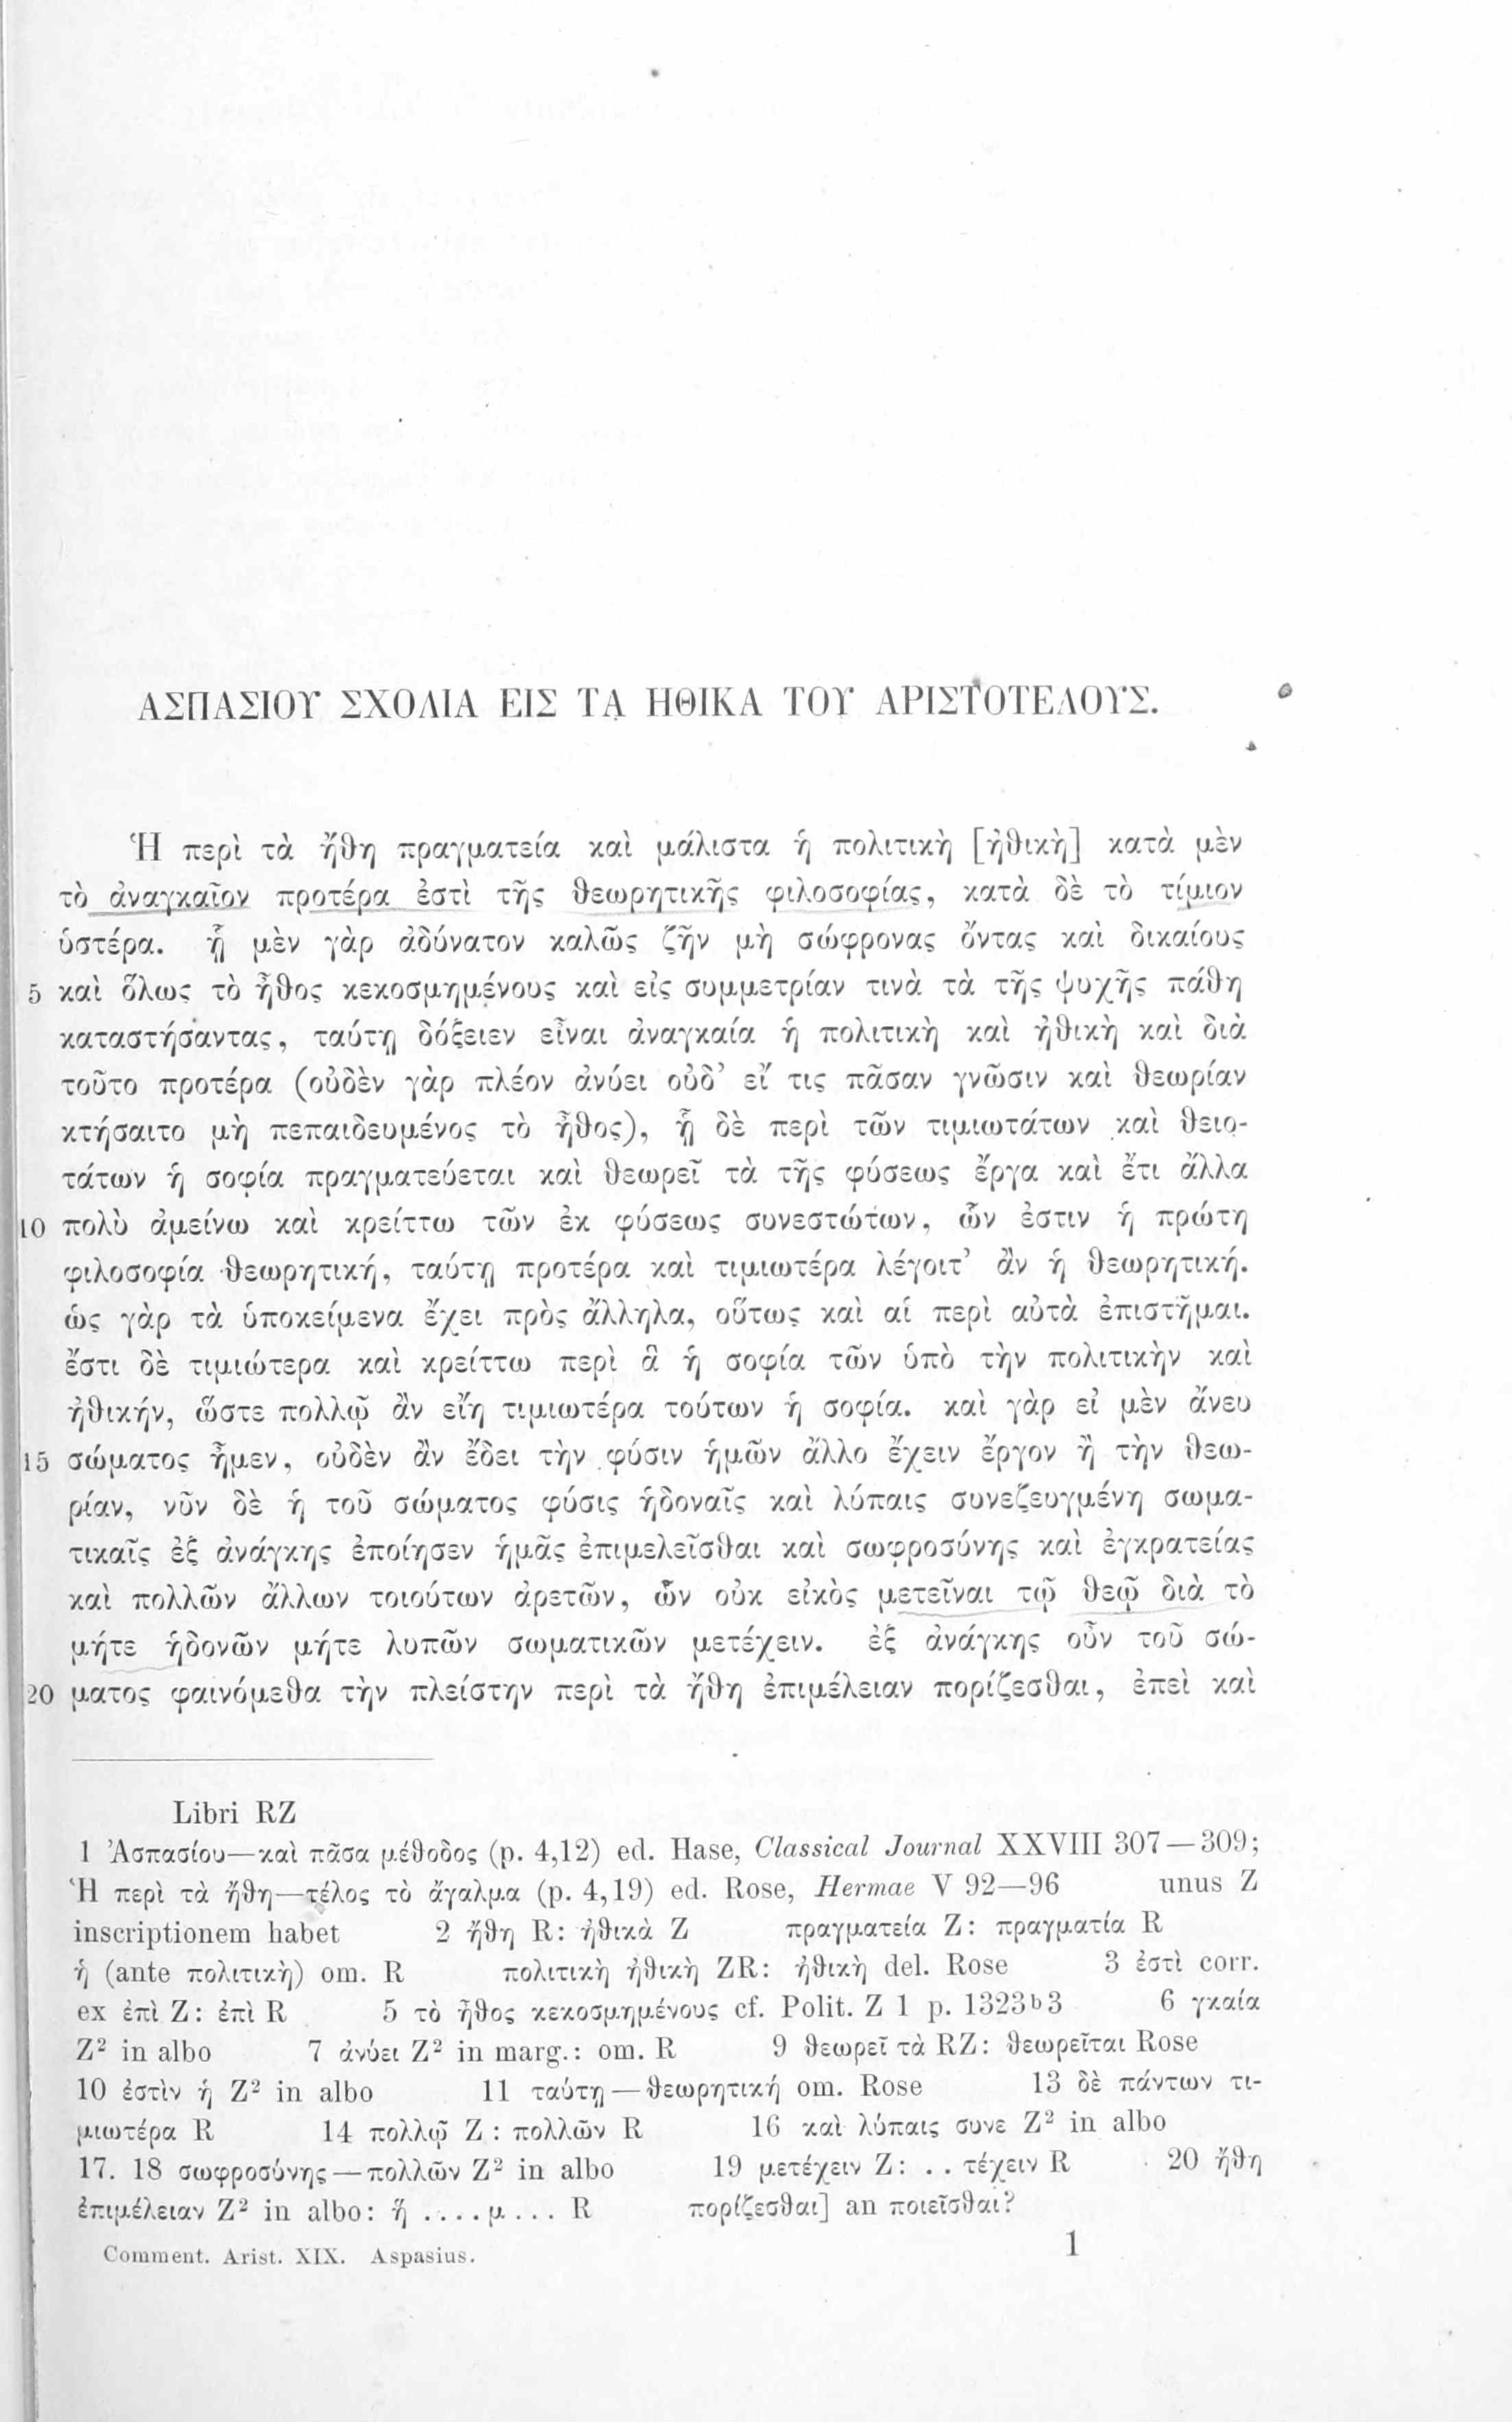 ΑΣΠΑΣΙΟΥ ΣΧΟΛΙΑ ΕΙΣ ΤΑ ΗΘΙΚΑ ΤΟΥ ΑΡΙΣΤΟΤΕΛΟΥΣ.
Ἡ περὶ τὰ ἤθη πραγματεία καὶ μάλιστα ἡ πολιτικὴ [ἠθικὴ] κατὰ μὲν
τὸ ἀναγκαῖον προτέρα ἐστὶ τῆς θεωρητικῆς φιλοσοφίας, κατὰ δὲ τὸ τίμιον
ὑστέρα. ᾗ μὲν γὰρ ἀδύνατον καλῶς ζῆν μὴ σώφρονας ὄντας καὶ δικαίους
5 καὶ ὅλως τὸ ἦθος κεκοσμημένους καὶ εἰς συμμετρίαν τινὰ τὰ τῆς ψυχῆς πάθη
καταστήσαντας, ταύτῃ δόξειεν εἶναι ἀναγκαία ἡ πολιτικὴ καὶ ἠθικὴ καὶ διὰ
τοῦτο προτέρα (οὐδὲν γὰρ πλέον ἀνύει οὐδ’ εἴ τις πᾶσαν γνῶσιν καὶ θεωρίαν
κτήσαιτο μὴ πεπαιδευμένος τὸ ἦθος), ᾗ δὲ περὶ τῶν τιμιωτάτων καὶ θειο-
τάτων ἡ σοφία πραγματεύεται καὶ θεωρεῖ τὰ τῆς φύσεως ἔργα καὶ ἔτι ἄλλα
10 πολὺ ἀμείνω καὶ κρείττω τῶν ἐκ φύσεως συνεστώτων, ὧν ἐστιν ἡ πρώτη
φιλοσοφία θεωρητική, ταύτῃ προτέρα καὶ τιμιωτέρα λέγοιτ’ ἂν ἡ θεωρητική.
ὡς γὰρ τὰ ὑποκείμενα ἔχει πρὸς ἄλληλα, οὕτως καὶ αἱ περὶ αὐτὰ ἐπιστῆμαι.
ἔστι δὲ τιμιώτερα καὶ κρείττω περὶ ἃ ἡ σοφία τῶν ὑπὸ τὴν πολιτικὴν καὶ
ἠθικήν, ὥστε πολλῷ ἂν εἴη τιμιωτέρα τούτων ἡ σοφία. καὶ γὰρ εἰ μὲν ἄνευ
15 σώματος ἦμεν, οὐδὲν ἂν ἔδει τὴν φύσιν ἡμῶν ἄλλο ἔχειν ἔργον ἢ τὴν θεω-
ρίαν, νῦν δὲ ἡ τοῦ σώματος φύσις ἡδοναῖς καὶ λύπαις συνεζευγμένη σωμα-
τικαῖς ἐξ ἀνάγκης ἐποίησεν ἡμᾶς ἐπιμελεῖσθαι καὶ σωφροσύνης καὶ ἐγκρατείας
καὶ πολλῶν ἄλλων τοιούτων ἀρετῶν, ὧν οὐκ εἰκὸς μετεῖναι τῷ θεῷ διὰ τὸ
μήτε ἡδονῶν μήτε λυπῶν σωματικῶν μετέχειν. ἐξ ἀνάγκης οὖν τοῦ σώ-
20 ματος φαινόμεθα τὴν πλείστην περὶ τὰ ἤθη ἐπιμέλειαν πορίζεσθαι, ἐπεὶ καὶ
Libri RZ
1 Ἀσπασίου—καὶ πᾶσα μέθοδος (p. 4,12) ed. Hase, Classical Journal XXVIII 307—309;
Ἡ περὶ τὰ ἤθη—τέλος τὸ ἄγαλμα (p. 4,19) ed. Rose, Hermae V 92—96 unus Z
inscriptionem habet 2 ἤθη R: ἠθικὰ Z πραγματεία Z: πραγματία R
ἡ (ante πολιτικὴ) om. R πολιτικὴ ἠθικὴ ZR: ἠθικὴ del. Rose 3 ἐστὶ corr.
ex ἐπὶ Z: ἐπὶ R 5 τὸ ἦθος κεκοσμημένους cf. Polit. Z 1 p. 1323b3 6 γκαία
Z² in albo 7 ἀνύει Z² in marg.: om. R 9 θεωρεῖ τὰ RZ: θεωρεῖται Rose
10 ἐστὶν ἡ Z² in albo 11 ταύτῃ—θεωρητική om. Rose 13 δὲ πάντων τι-
μιωτέρα R 14 πολλῷ Z: πολλῶν R 16 καὶ λύπαις συνε Z² in albo
17. 18 σωφροσύνης—πολλῶν Z² in albo 19 μετέχειν Z: . . τέχειν R 20 ἤθη
ἐπιμέλειαν Z² in albo: ἤ . . . . μ . . . R πορίζεσθαι] an ποιεῖσθαι?
Comment. Arist. XIX. Aspasius. 1